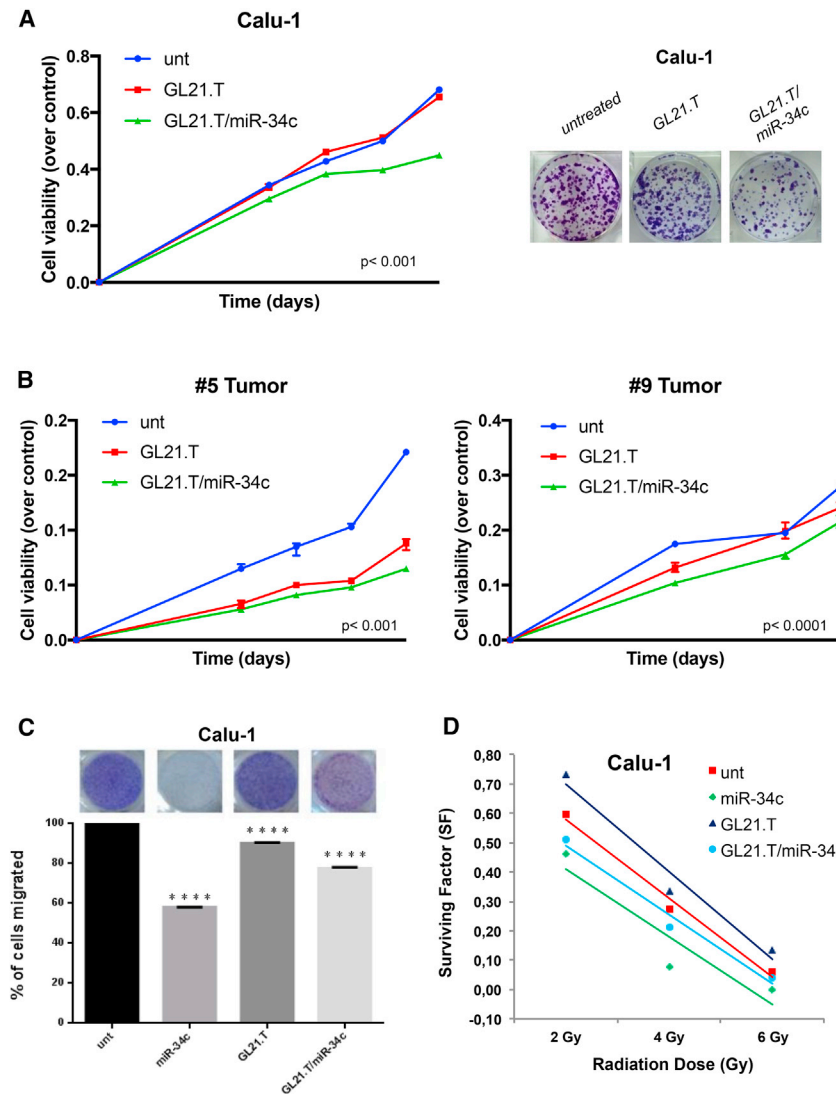 A
Calu-1
unt
GL21.T
GL21.T/miR-34c
0.8
0.6
0.4
0.2
0.0
Cell viability (over control)
p< 0.001
Time (days)
Calu-1
untreated
GL21.T
GL21.T/
miR-34c
B
#5 Tumor
unt
GL21.T
GL21.T/miR-34c
0.2
0.2
0.1
0.1
0.0
Cell viability (over control)
p< 0.001
Time (days)
#9 Tumor
unt
GL21.T
GL21.T/miR-34c
0.4
0.3
0.2
0.1
0.0
Cell viability (over control)
p< 0.0001
Time (days)
C
Calu-1
100
80
60
40
20
0
% of cells migrated
****
****
****
unt
miR-34c
GL21.T
GL21.T/miR-34c
D
Calu-1
unt
miR-34c
GL21.T
GL21.T/miR-34
0,80
0,70
0,60
0,50
0,40
0,30
0,20
0,10
0,00
-0,10
Surviving Factor (SF)
2 Gy
4 Gy
6 Gy
Radiation Dose (Gy)